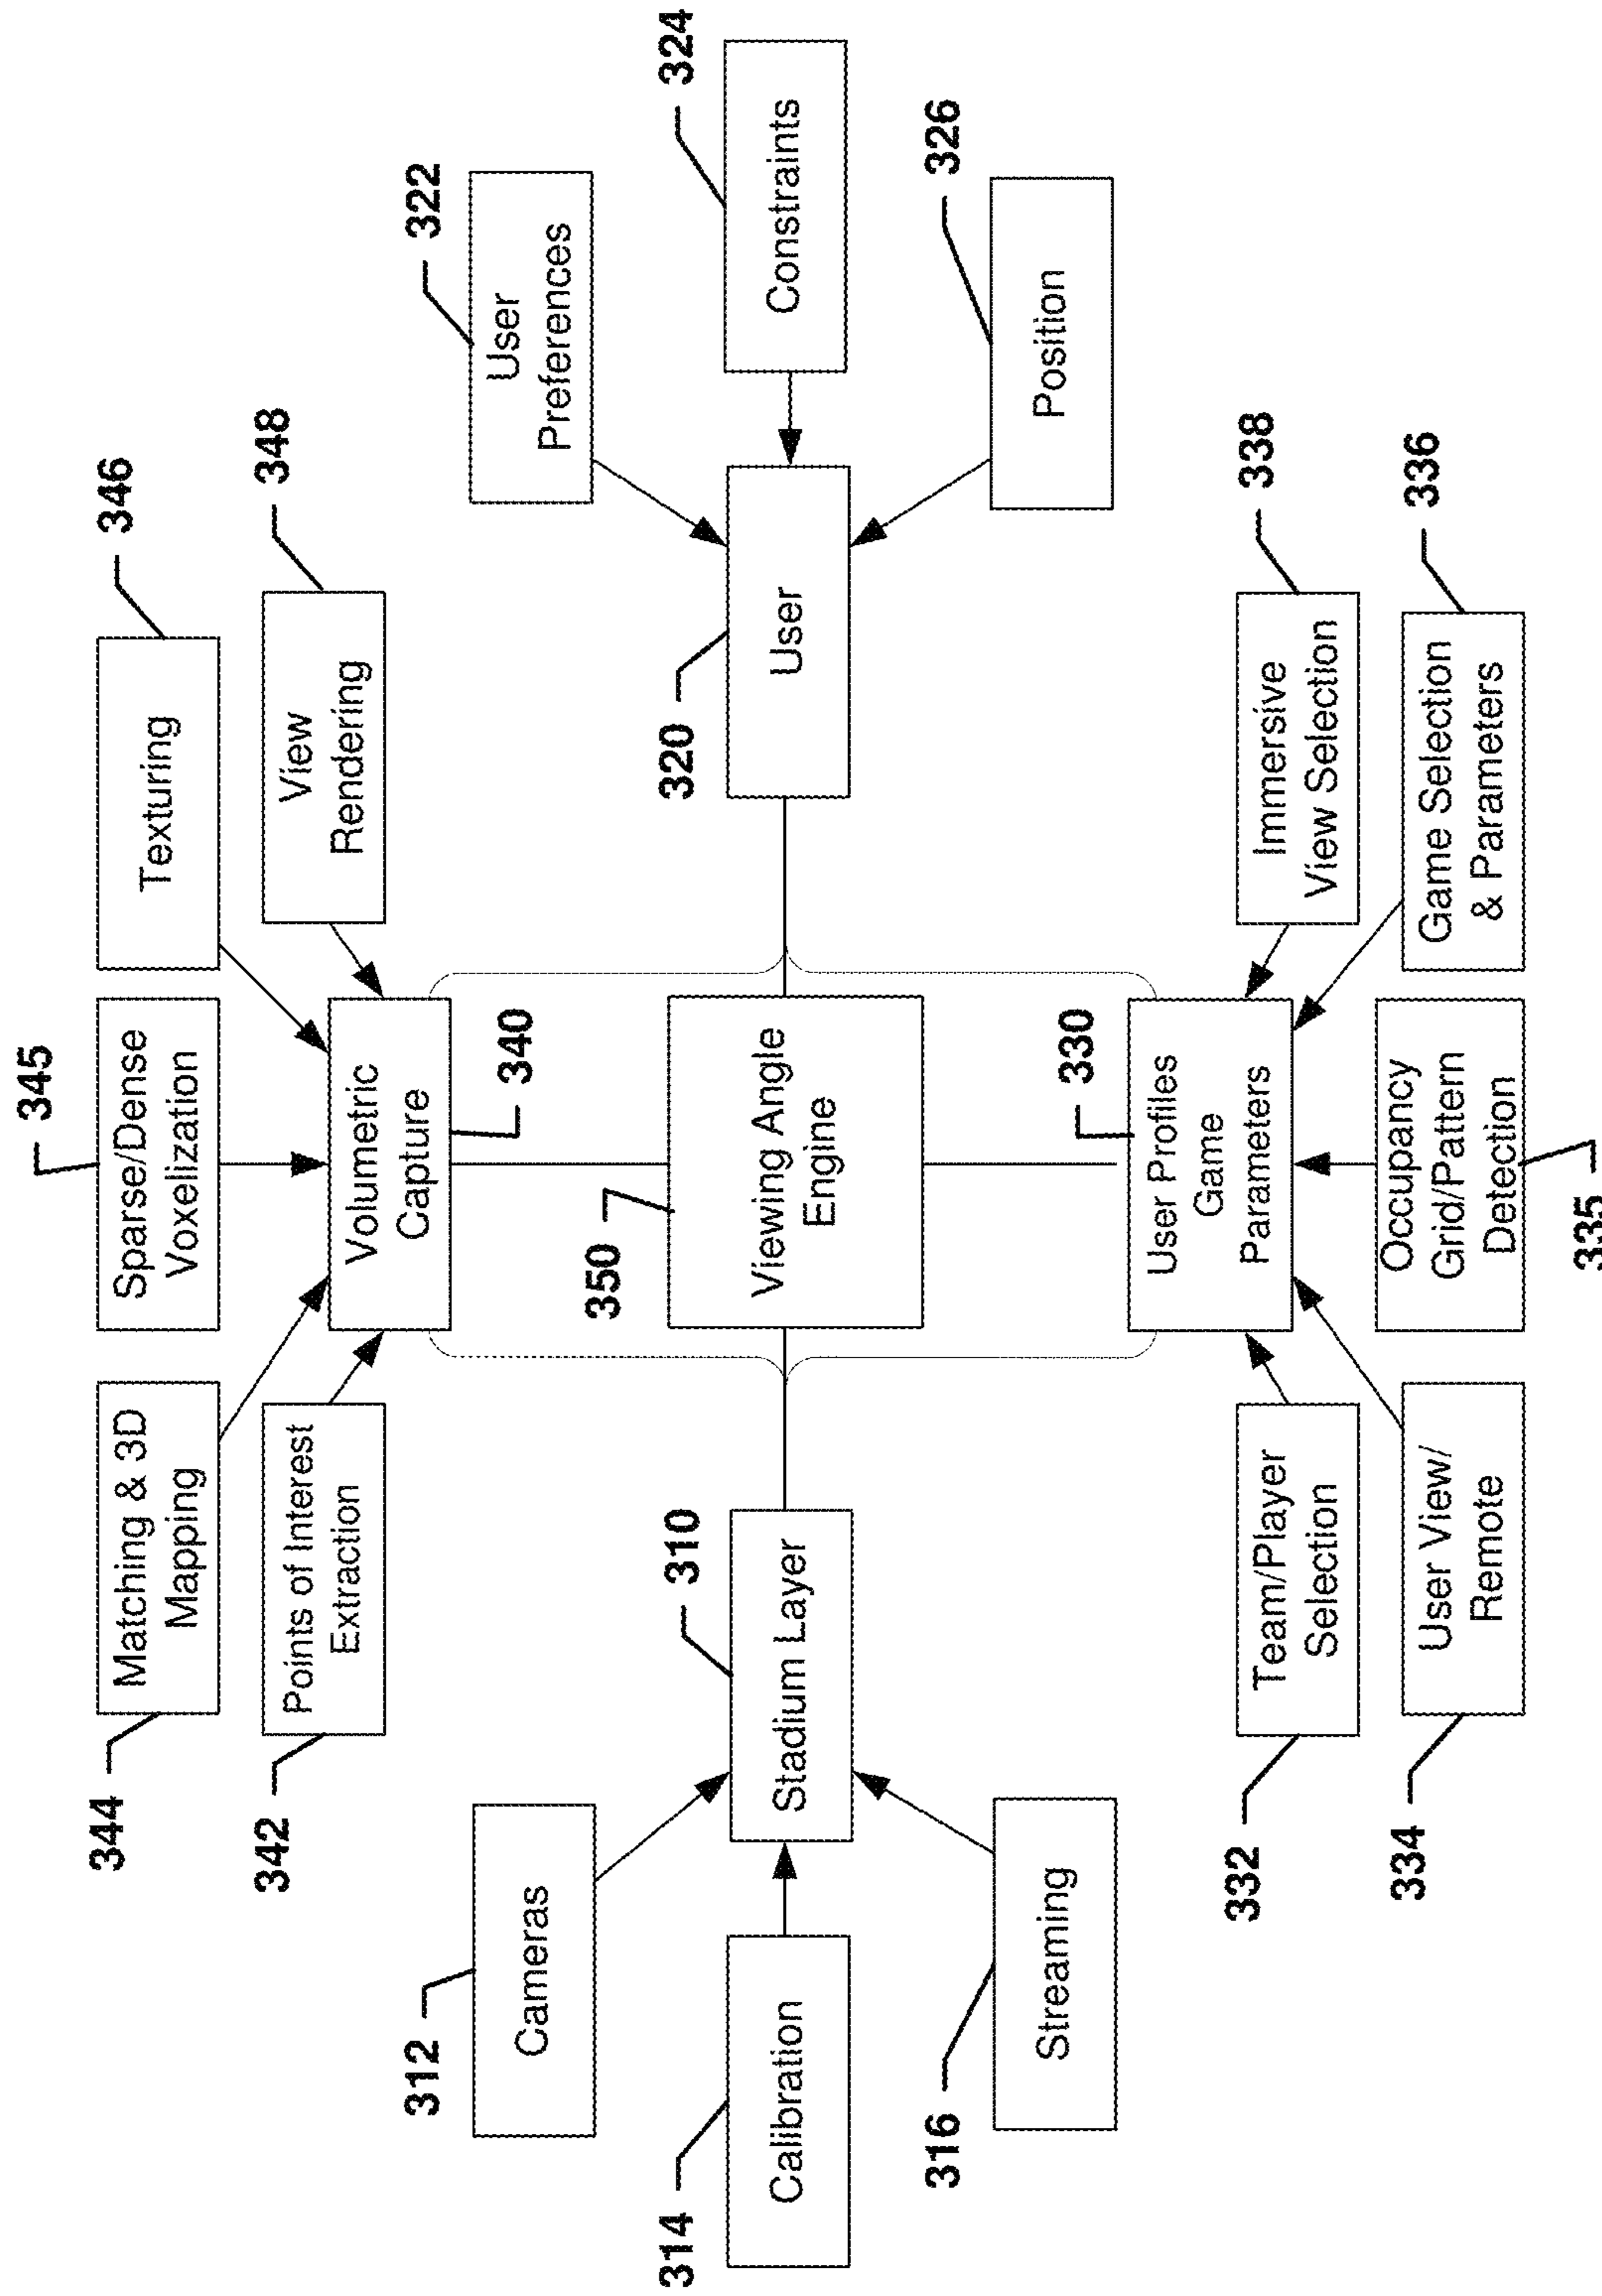 345
344
Matching & 3D
Mapping
Sparse/Dense
Voxelization
Texturing
346
342
Points of Interest
Extraction
Volumetric
Capture
340
View
Rendering
348
312
Cameras
314
Calibration
316
Streaming
310
Stadium Layer
350
Viewing Angle
Engine
320
User
322
User
Preferences
324
Constraints
326
Position
330
User Profiles
Game
Parameters
332
Team/Player
Selection
334
User View/
Remote
335
Occupancy
Grid/Pattern
Detection
Immersive
View Selection
338
Game Selection
& Parameters
336